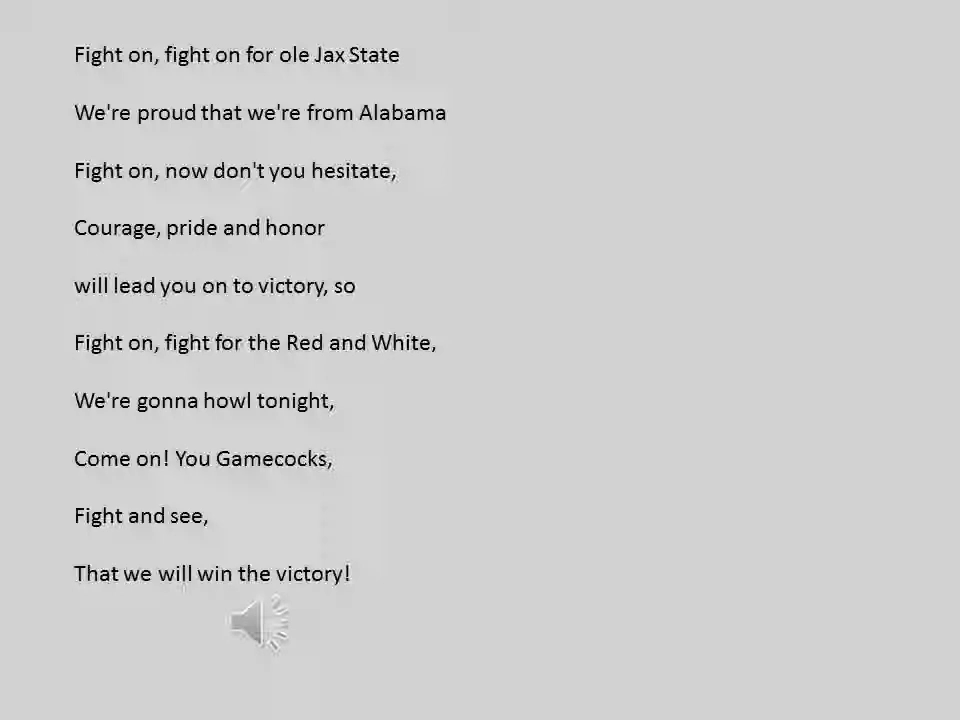 Fight on, fight on for ole Jax State
We're proud that we're from Alabama
Fight on, now don't you hesitate,
Courage, pride and honor
will lead you on to victory, so
Fight on, fight for the Red and White,
We're gonna howl tonight,
Come on! You Gamecocks,
Fight and see,
That we will win the victory!